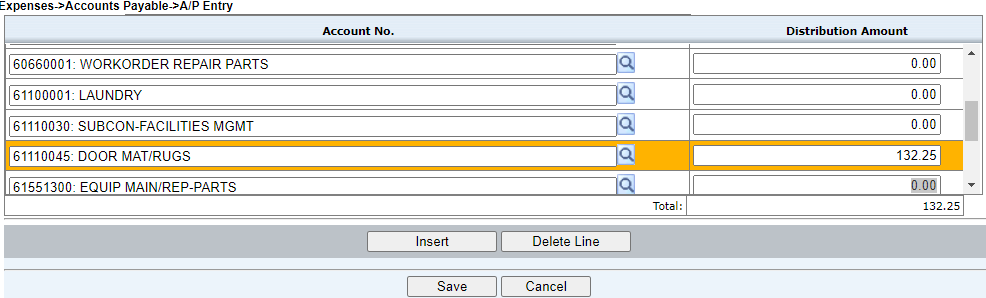 Expenses->Accounts Payable->A/P Entry
Account No. Distribution Amount
60660001: WORKORDER REPAIR PARTS 0.00
61100001: LAUNDRY 0.00
61110030: SUBCON-FACILITIES MGMT 0.00
61110045: DOOR MAT/RUGS 132.25
61551300: EQUIP MAIN/REP-PARTS 0.00
Total: 132.25
Insert Delete Line
Save Cancel